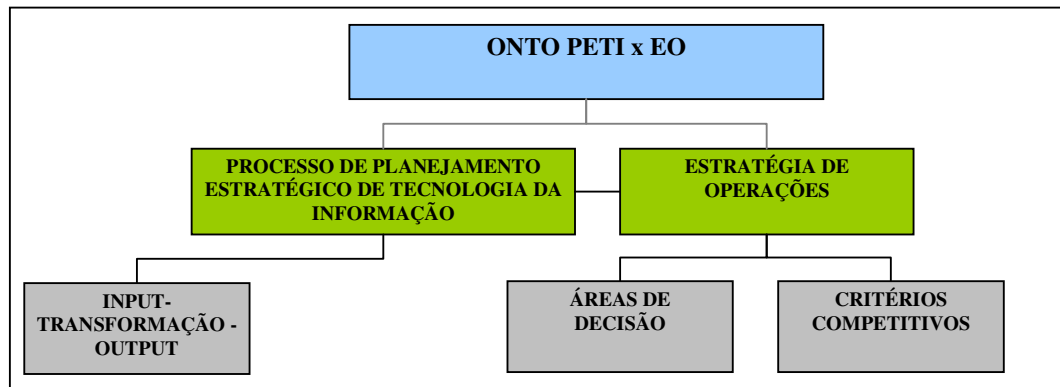 ONTO PETI x EO
PROCESSO DE PLANEJAMENTO
ESTRATÉGICO DE TECNOLOGIA DA
INFORMAÇÃO
ESTRATÉGIA DE
OPERAÇÕES
INPUT-
TRANSFORMAÇÃO -
OUTPUT
ÁREAS DE
DECISÃO
CRITÉRIOS
COMPETITIVOS